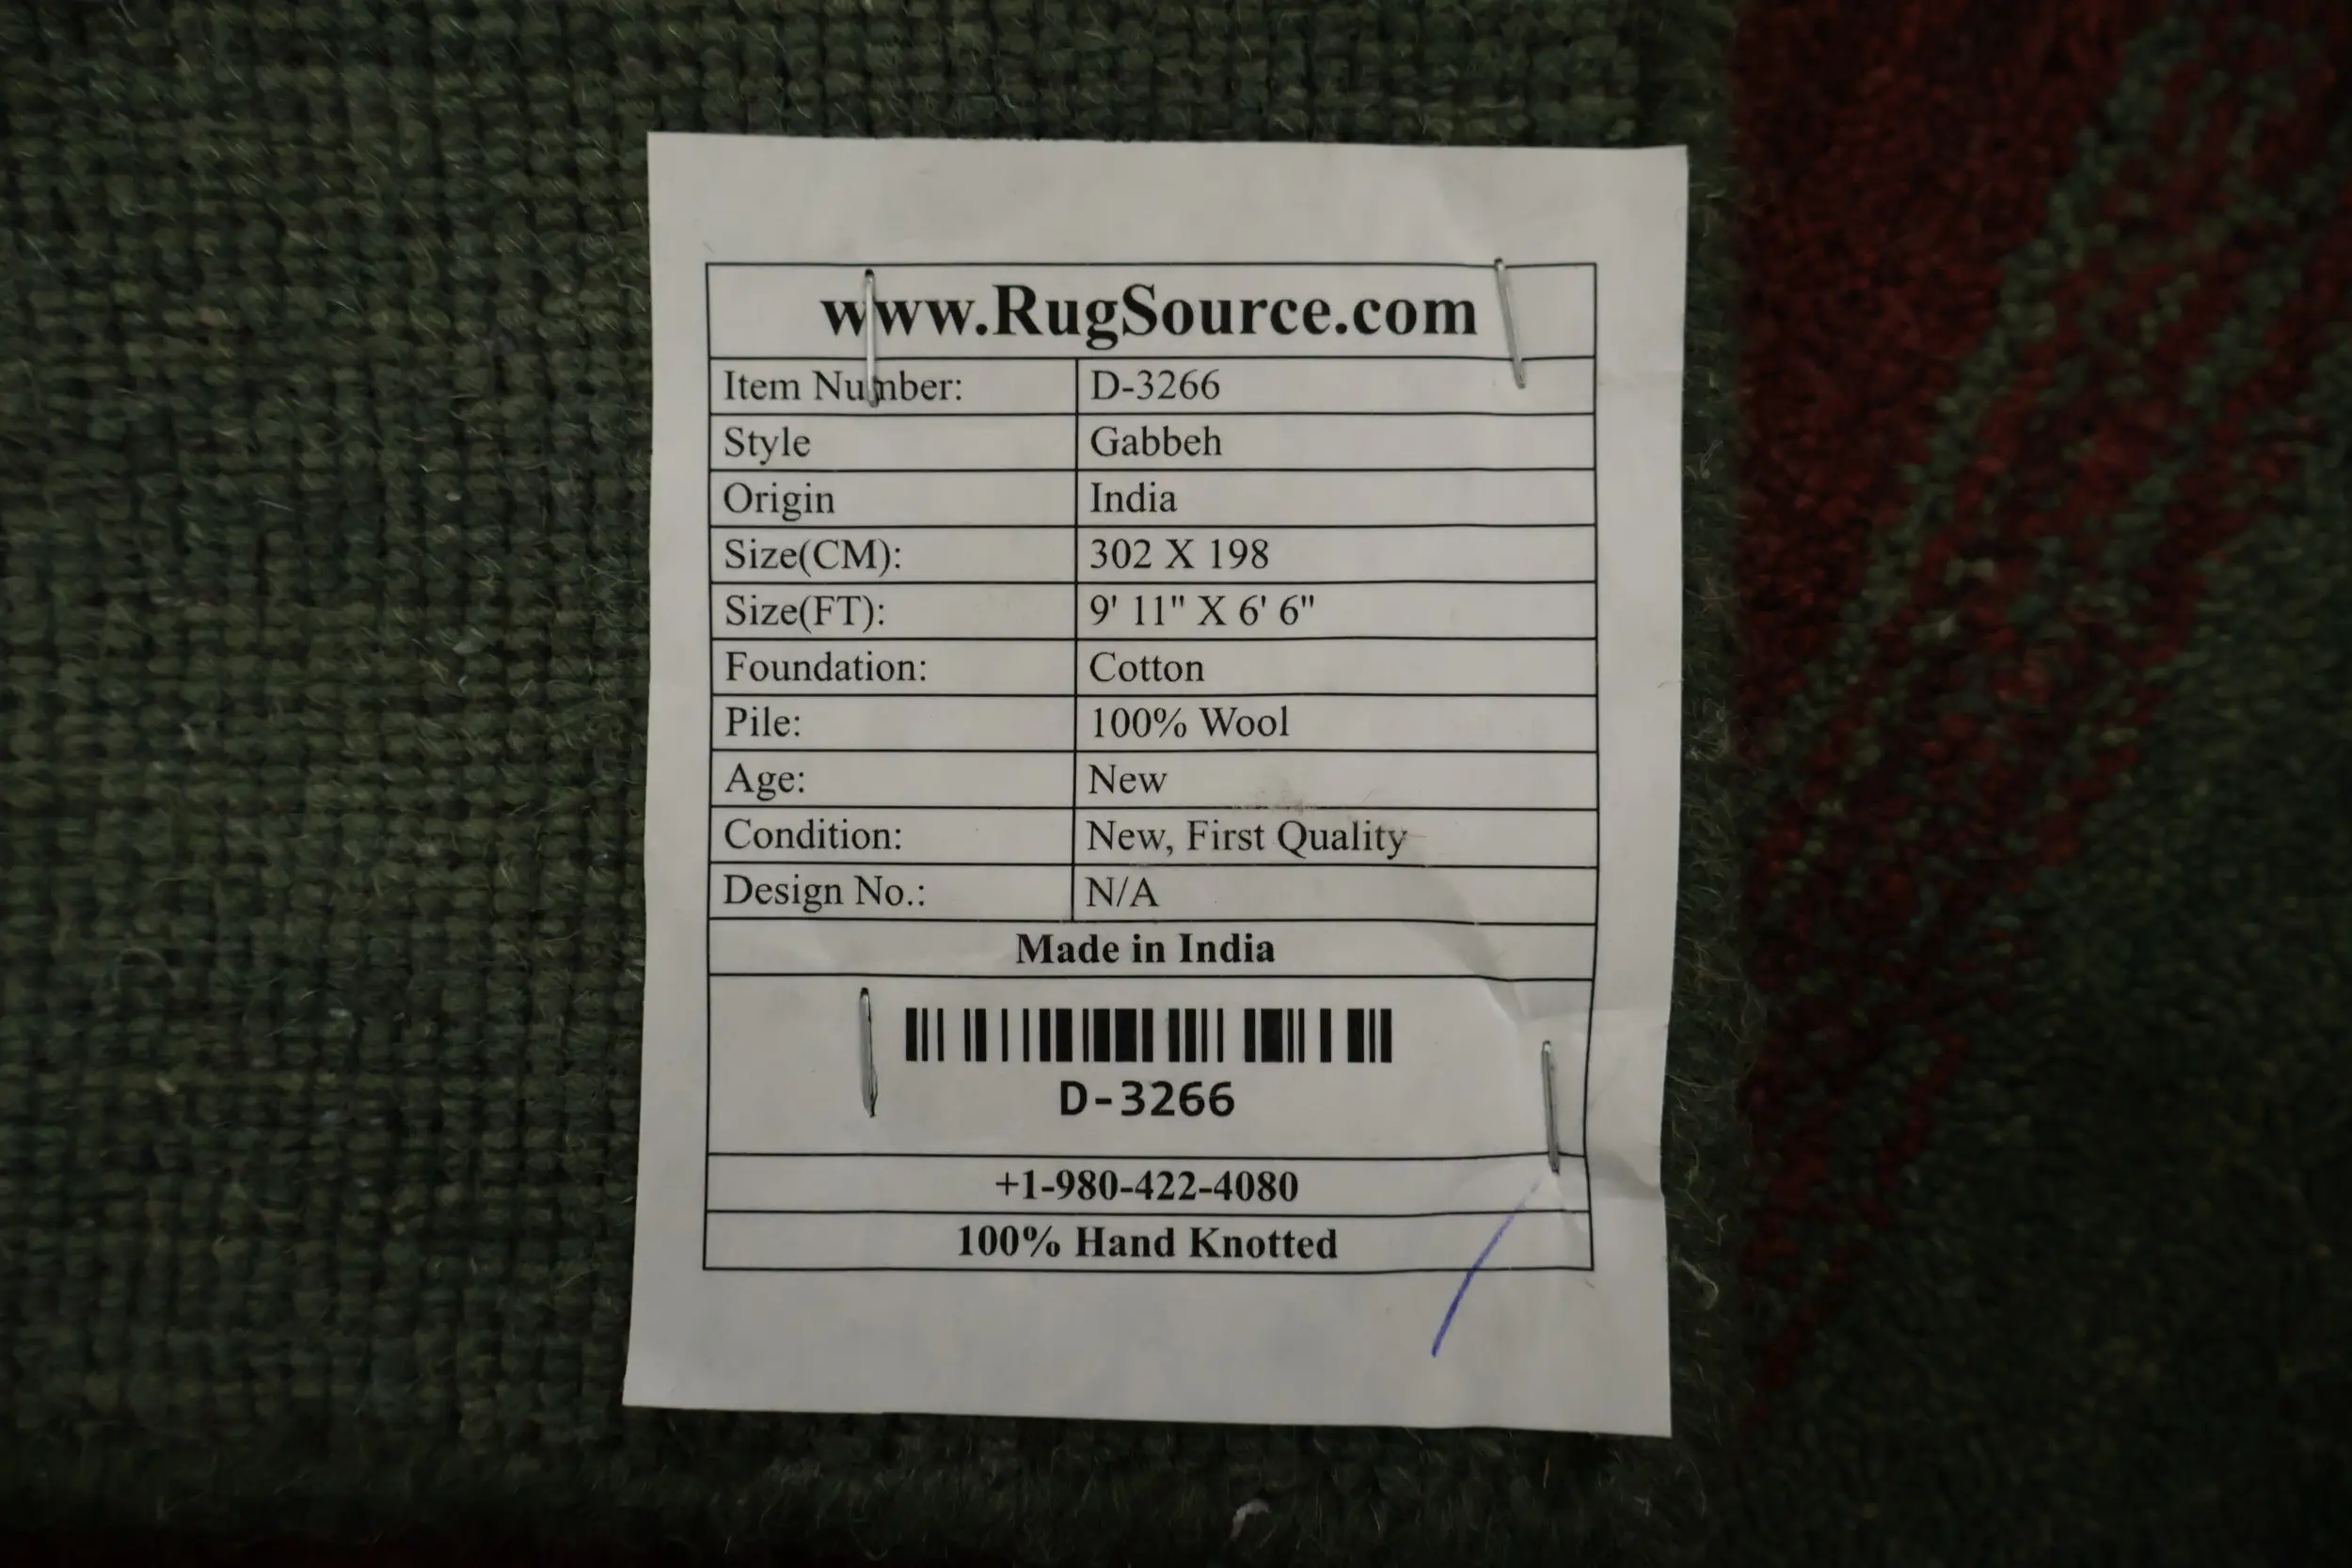 www.RugSource.com
Item Number: D-3266
Style Gabbeh
Origin India
Size(CM): 302 X 198
Size(FT): 9' 11" X 6' 6"
Foundation: Cotton
Pile: 100% Wool
Age: New
Condition: New, First Quality
Design No.: N/A
Made in India
D-3266
+1-980-422-4080
100% Hand Knotted